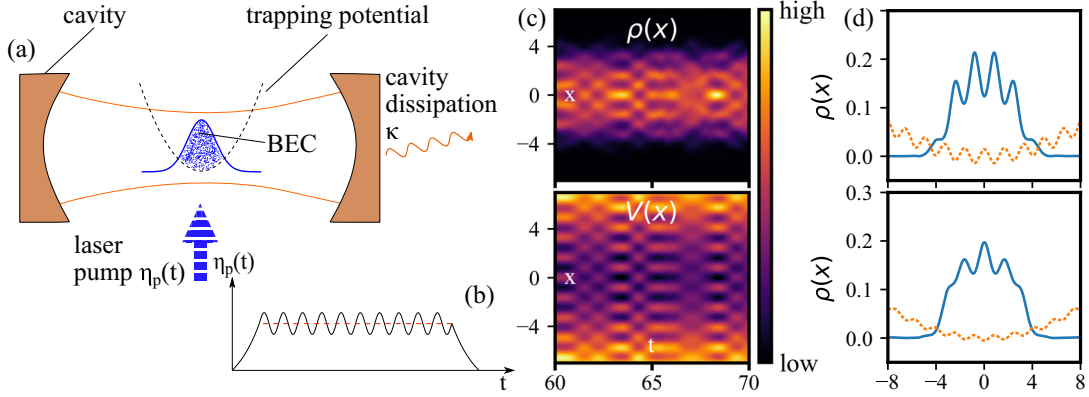 cavity
trapping potential
(a)
cavity
dissipation
κ
BEC
laser
pump ηp(t)
ηp(t)
(b)
t
(c)
high
ρ(x)
4
0
−4
x
V(x)
4
0
−4
x
t
low
60
65
70
(d)
0.2
0.1
0.0
ρ(x)
0.3
0.2
0.1
0.0
ρ(x)
−8
−4
0
4
8